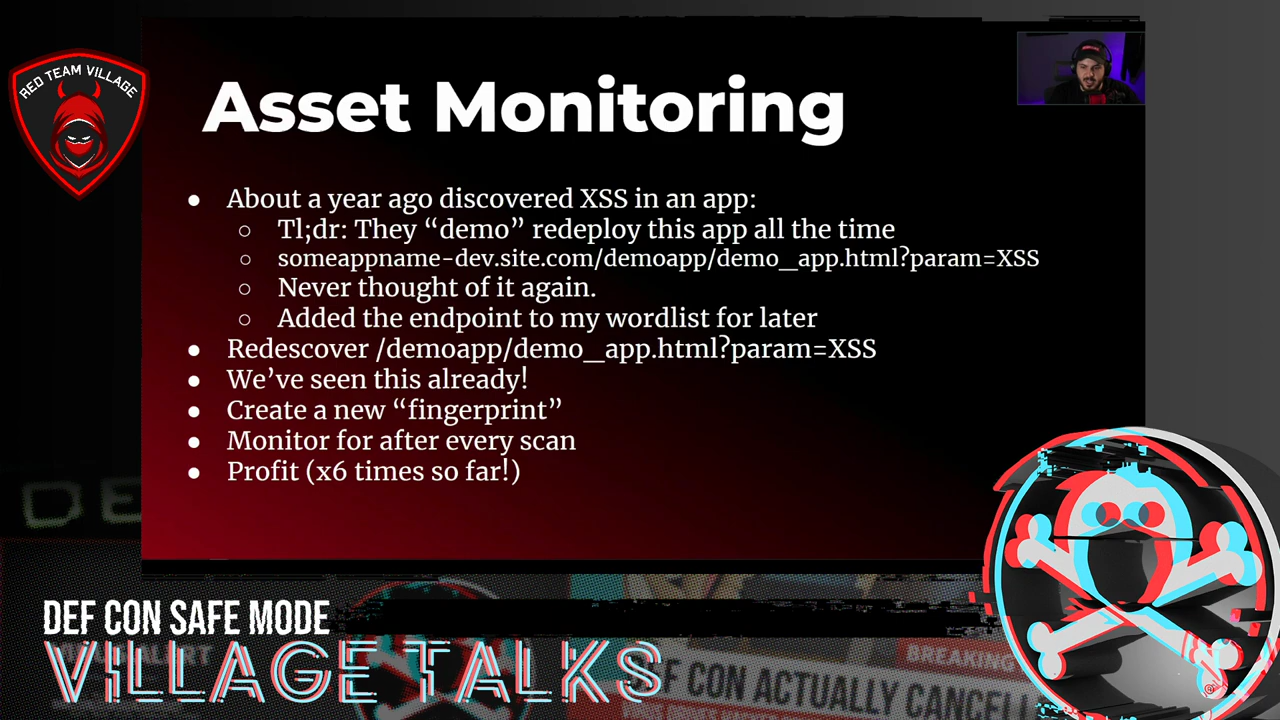 RED TEAM VILLAGE
Asset Monitoring
● About a year ago discovered XSS in an app:
○ Tl;dr: They “demo” redeploy this app all the time
○ someappname-dev.site.com/demoapp/demo_app.html?param=XSS
○ Never thought of it again.
○ Added the endpoint to my wordlist for later
● Redescover /demoapp/demo_app.html?param=XSS
● We’ve seen this already!
● Create a new “fingerprint”
● Monitor for after every scan
● Profit (x6 times so far!)
DEF CON SAFE MODE
VILLAGE TALKS
BREAKING
DEF CON ACTUALLY CANCELL